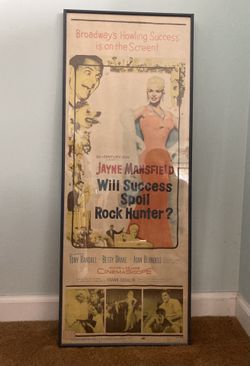 Broadway's Howling Success
is on the Screen!
JAYNE MANSFIELD
Will Success
Spoil
Rock Hunter?
TONY RANDALL · BETSY DRAKE · JOAN BLONDELL
CINEMASCOPE